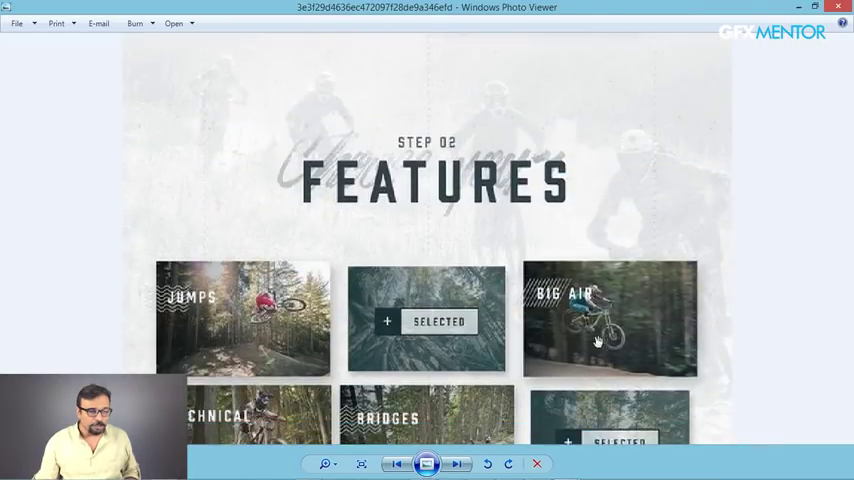 3e3f29d4636ec472097f28de9a346efd - Windows Photo Viewer
File Print E-mail Burn Open
GFXMENTOR
STEP 02
FEATURES
JUMPS
+ SELECTED
BIG AIR
CHNICAL
BRIDGES
+ SELECTED